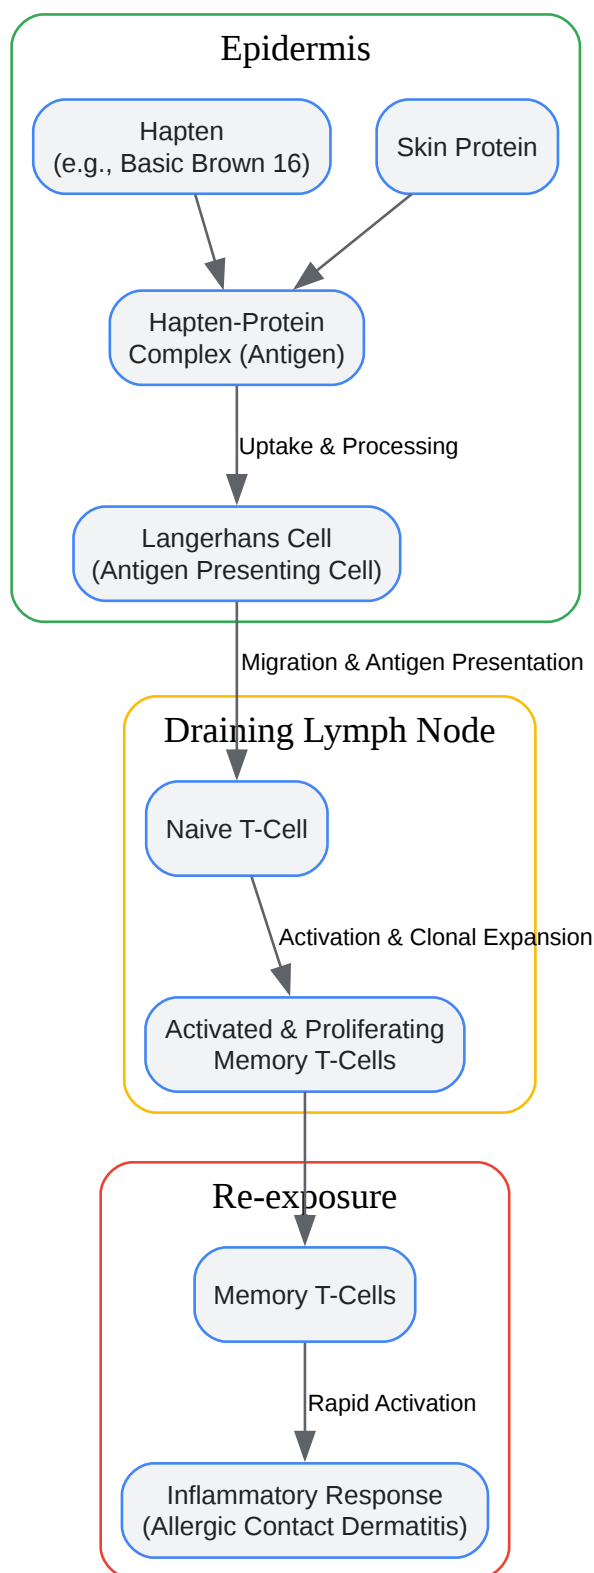 Epidermis
Hapten
(e.g., Basic Brown 16)
Skin Protein
Hapten-Protein
Complex (Antigen)
Uptake & Processing
Langerhans Cell
(Antigen Presenting Cell)
Migration & Antigen Presentation
Draining Lymph Node
Naive T-Cell
Activation & Clonal Expansion
Activated & Proliferating
Memory T-Cells
Re-exposure
Memory T-Cells
Rapid Activation
Inflammatory Response
(Allergic Contact Dermatitis)